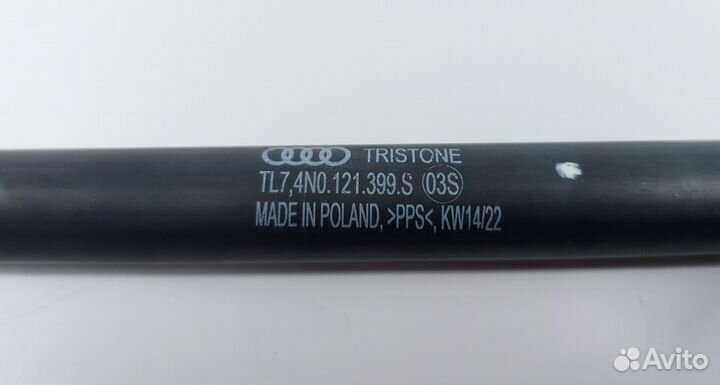 TRISTONE
TL7,4N0.121.399.S (03S)
MADE IN POLAND, >PPS<, KW14/22
Avito